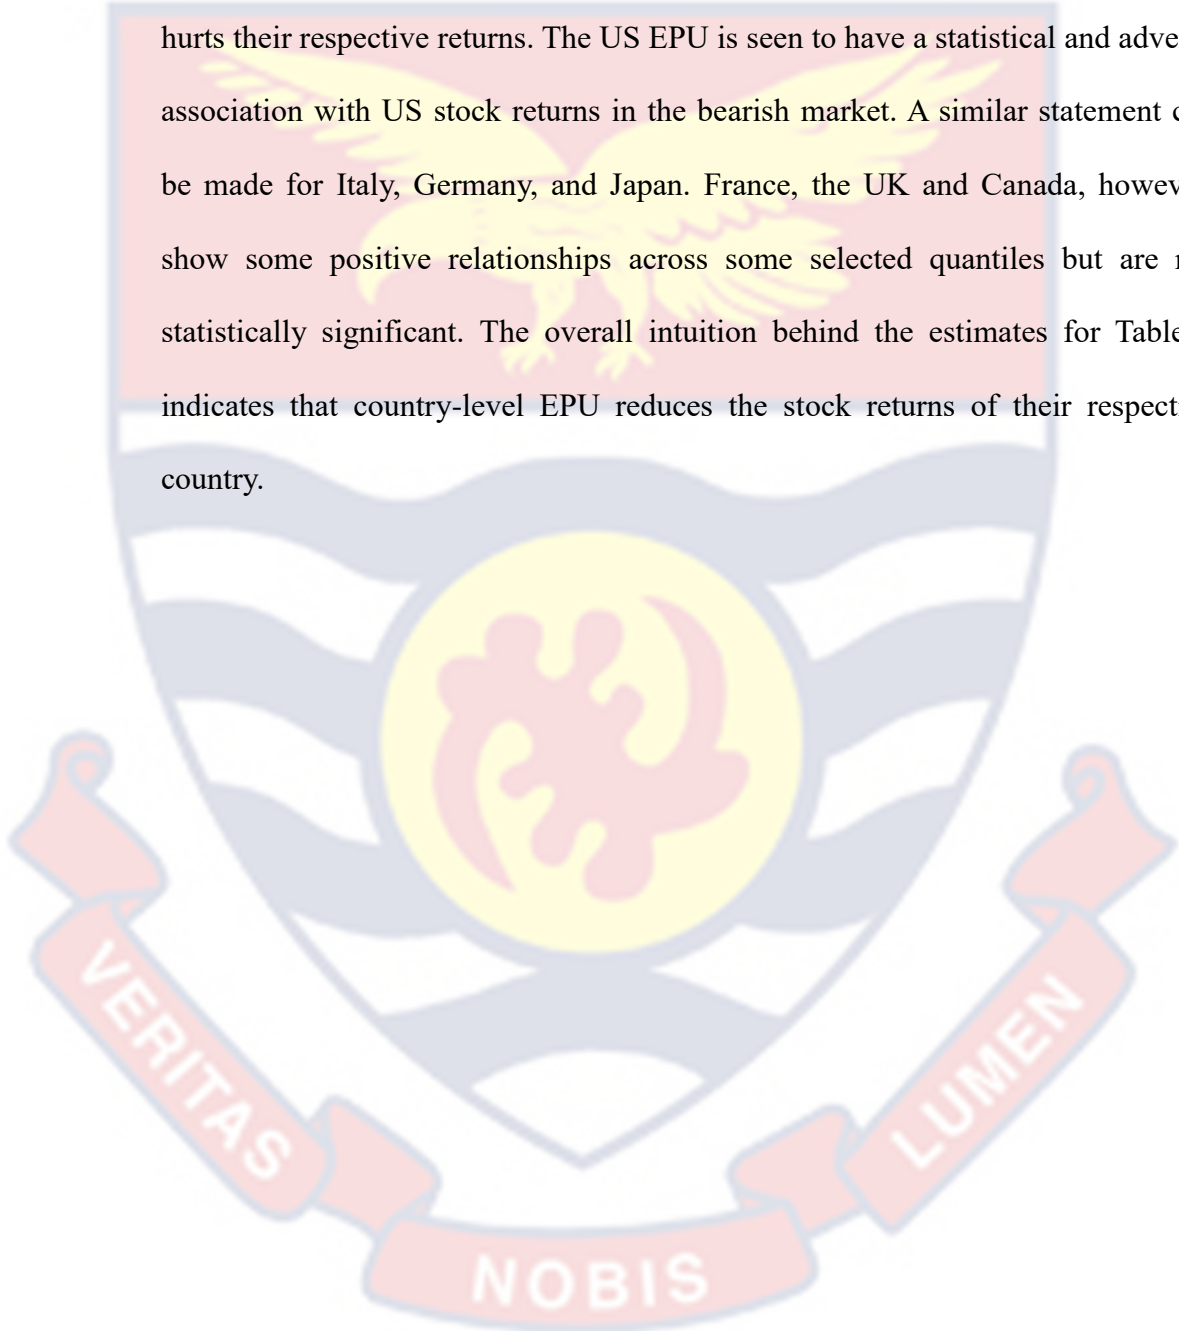 hurts their respective returns. The US EPU is seen to have a statistical and adve
association with US stock returns in the bearish market. A similar statement c
be made for Italy, Germany, and Japan. France, the UK and Canada, howev
show some positive relationships across some selected quantiles but are n
statistically significant. The overall intuition behind the estimates for Table
indicates that country-level EPU reduces the stock returns of their respecti
country.
VERITAS
NOBIS
LUMEN